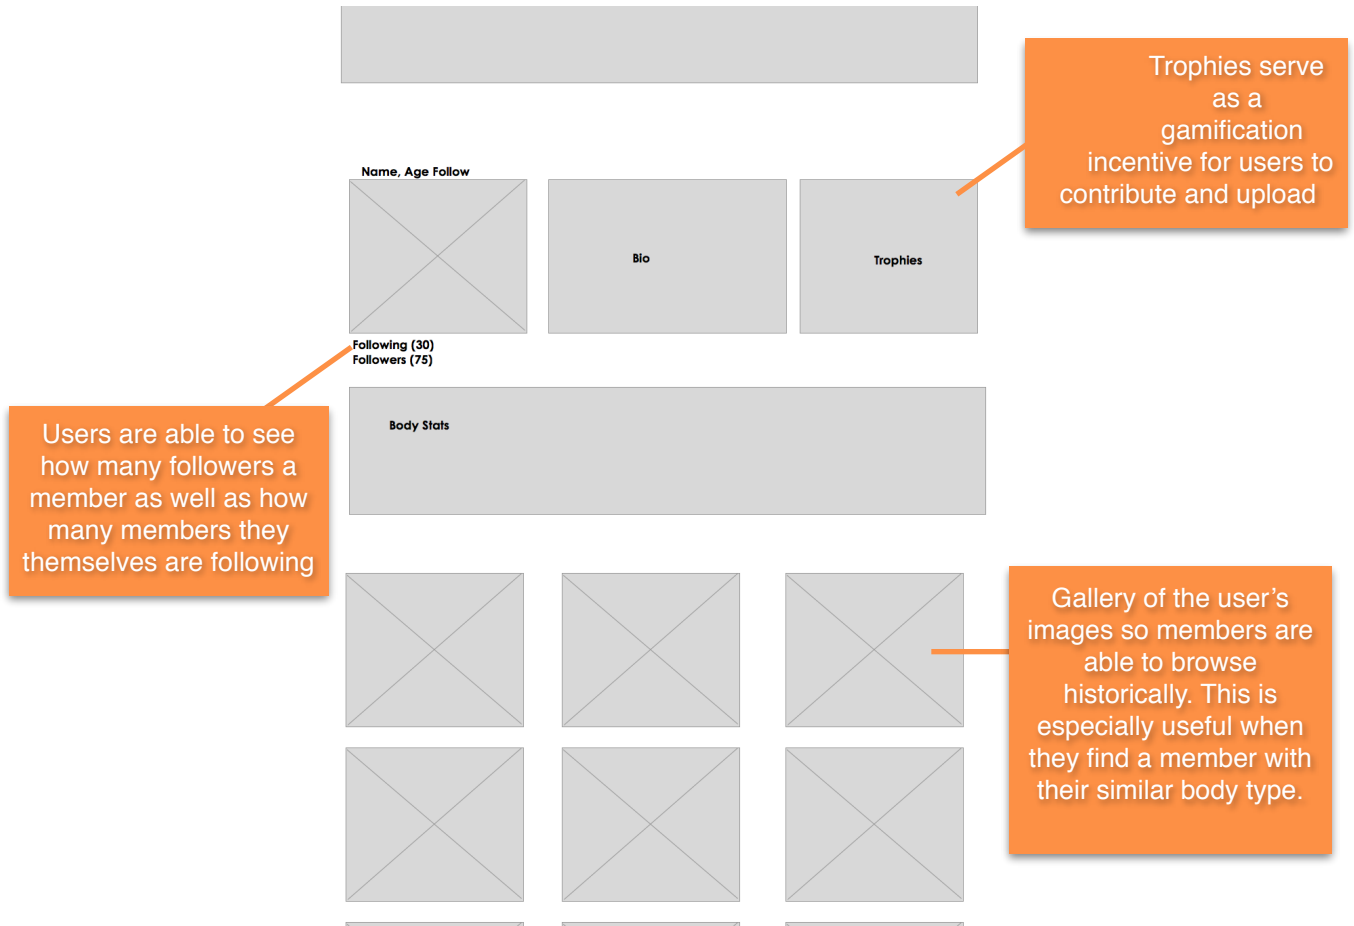 Trophies serve
as a
gamification
incentive for users to
contribute and upload
Name, Age Follow
Bio
Trophies
Following (30)
Followers (75)
Users are able to see
how many followers a
member as well as how
many members they
themselves are following
Body Stats
Gallery of the user’s
images so members are
able to browse
historically. This is
especially useful when
they find a member with
their similar body type.